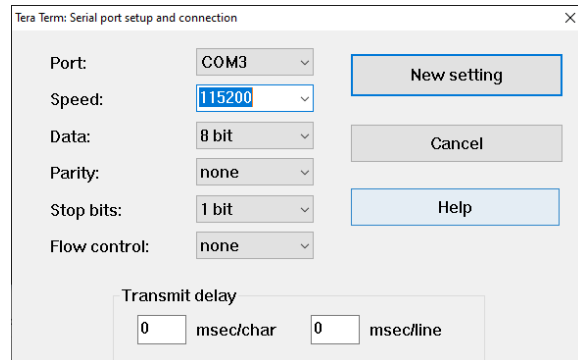 Tera Term: Serial port setup and connection
Port: COM3 New setting
Speed: 115200
Data: 8 bit Cancel
Parity: none
Stop bits: 1 bit Help
Flow control: none
Transmit delay
0 msec/char 0 msec/line